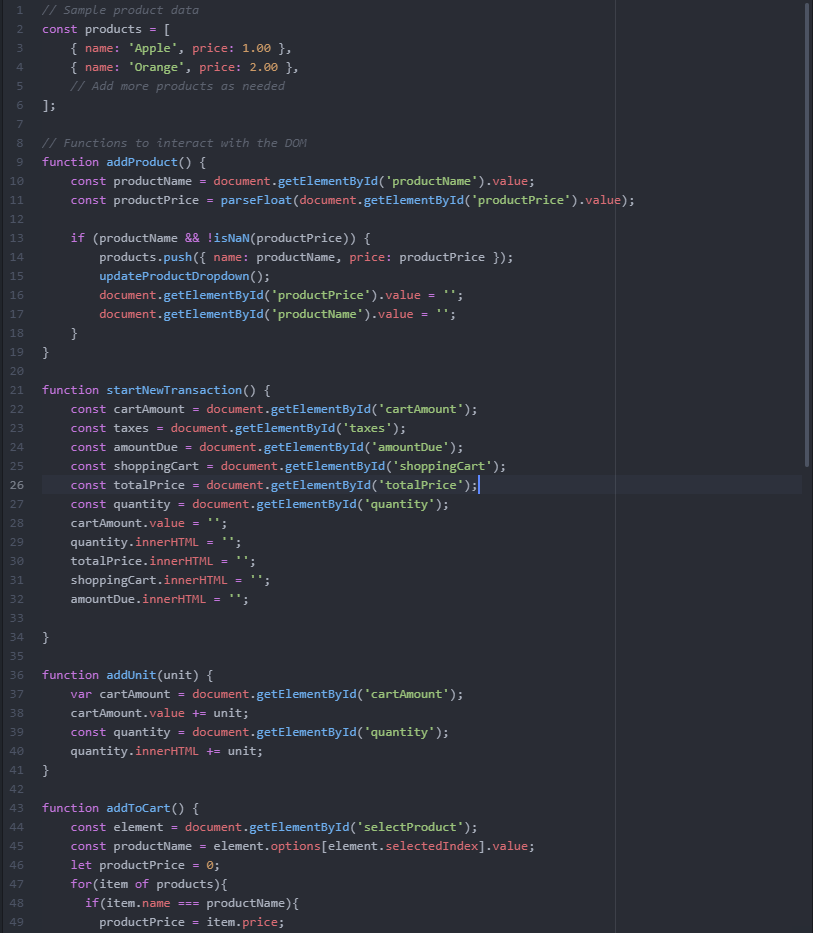 1 // Sample product data
2 const products = [
3     { name: 'Apple', price: 1.00 },
4     { name: 'Orange', price: 2.00 },
5     // Add more products as needed
6 ];
7
8 // Functions to interact with the DOM
9 function addProduct() {
10     const productName = document.getElementById('productName').value;
11     const productPrice = parseFloat(document.getElementById('productPrice').value);
12
13     if (productName && !isNaN(productPrice)) {
14         products.push({ name: productName, price: productPrice });
15         updateProductDropdown();
16         document.getElementById('productPrice').value = '';
17         document.getElementById('productName').value = '';
18     }
19 }
20
21 function startNewTransaction() {
22     const cartAmount = document.getElementById('cartAmount');
23     const taxes = document.getElementById('taxes');
24     const amountDue = document.getElementById('amountDue');
25     const shoppingCart = document.getElementById('shoppingCart');
26     const totalPrice = document.getElementById('totalPrice');
27     const quantity = document.getElementById('quantity');
28     cartAmount.value = '';
29     quantity.innerHTML = '';
30     totalPrice.innerHTML = '';
31     shoppingCart.innerHTML = '';
32     amountDue.innerHTML = '';
33
34 }
35
36 function addUnit(unit) {
37     var cartAmount = document.getElementById('cartAmount');
38     cartAmount.value += unit;
39     const quantity = document.getElementById('quantity');
40     quantity.innerHTML += unit;
41 }
42
43 function addToCart() {
44     const element = document.getElementById('selectProduct');
45     const productName = element.options[element.selectedIndex].value;
46     let productPrice = 0;
47     for(item of products){
48       if(item.name === productName){
49         productPrice = item.price;